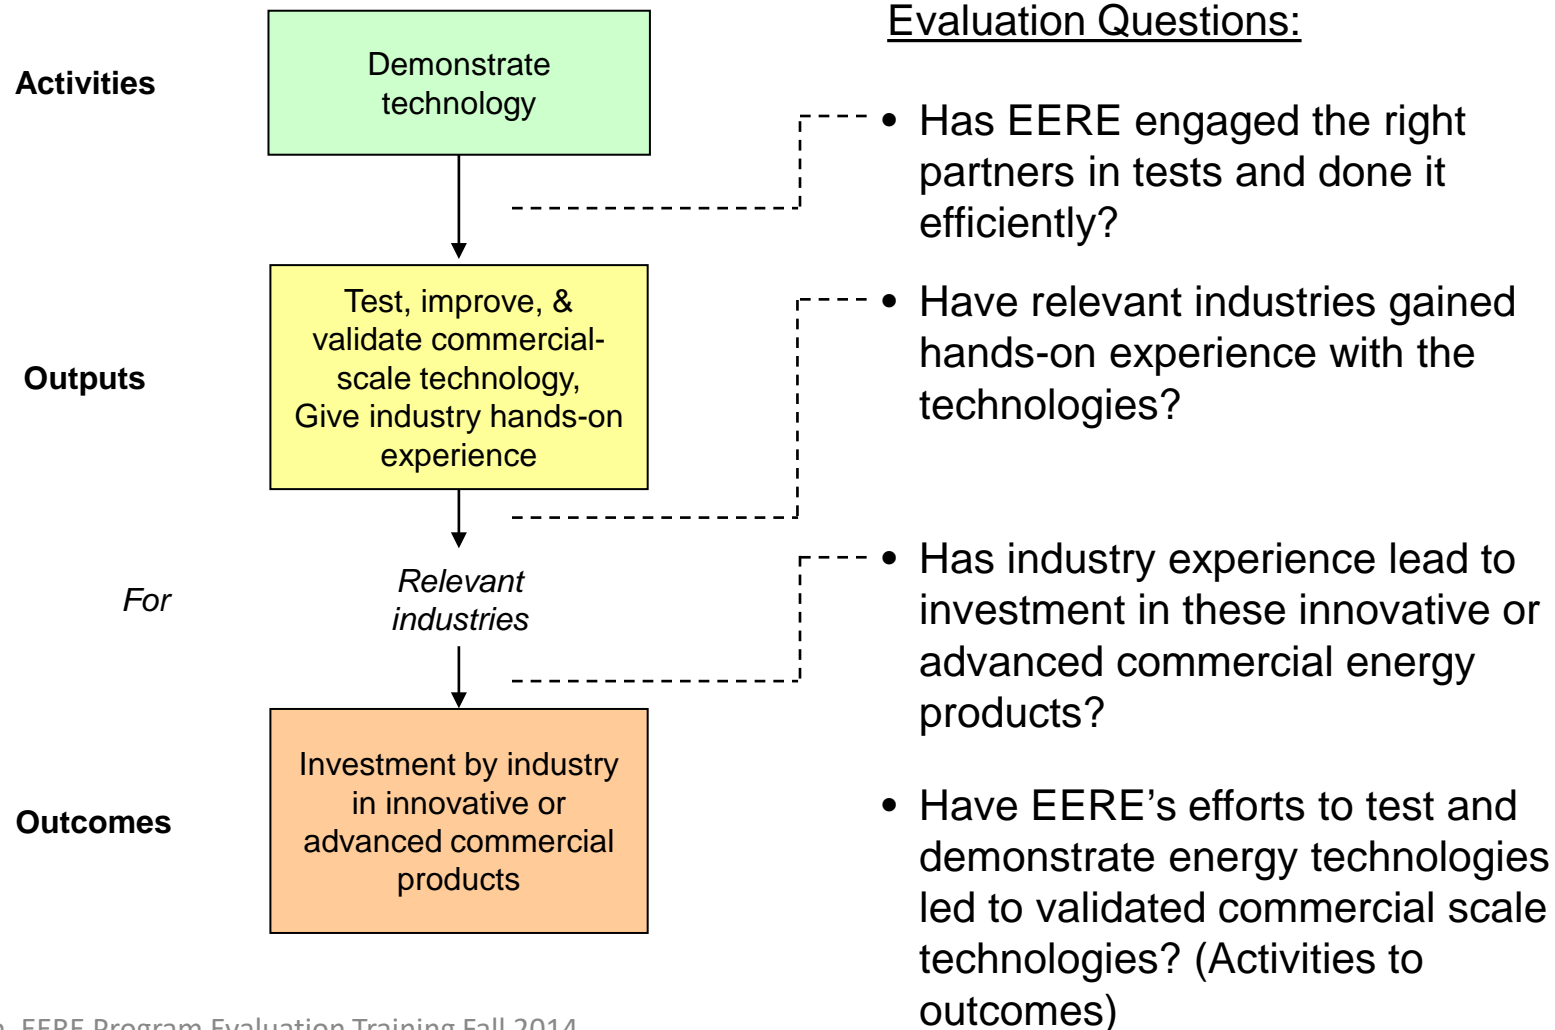 Evaluation Questions:
Activities
Demonstrate
technology
• Has EERE engaged the right
partners in tests and done it
efficiently?
Outputs
Test, improve, &
validate commercial-
scale technology,
Give industry hands-on
experience
• Have relevant industries gained
hands-on experience with the
technologies?
For
Relevant
industries
• Has industry experience lead to
investment in these innovative or
advanced commercial energy
products?
Outcomes
Investment by industry
in innovative or
advanced commercial
products
• Have EERE’s efforts to test and
demonstrate energy technologies
led to validated commercial scale
technologies? (Activities to
outcomes)
EERE Program Evaluation Training Fall 2014